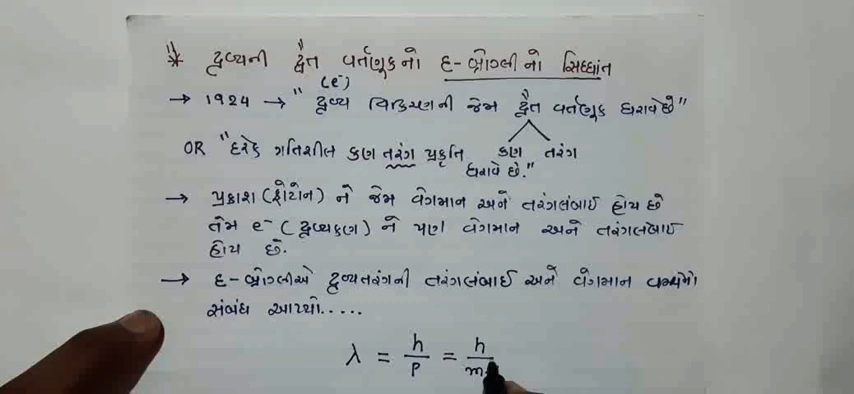 * દ્રવ્યની દ્વૈત વર્તણૂકનો દ-બ્રોગ્લીનો સિધ્ધાંત
(e⁻)
→ 1924 → " દ્રવ્ય વિકિરણની જેમ દ્વૈત વર્તણૂક ધરાવે છે"
OR "દરેક ગતિશીલ કણ તરંગ પ્રકૃતિ ધરાવે છે."
કણ તરંગ
→ પ્રકાશ (ફોટોન) ને જેમ વેગમાન અને તરંગલંબાઈ હોય છે
તેમ e⁻ (દ્રવ્યકણ) ને પણ વેગમાન અને તરંગલંબાઈ
હોય છે.
→ દ-બ્રોગ્લીએ દ્રવ્યતરંગની તરંગલંબાઈ અને વેગમાન વચ્ચેનો
સંબંધ આપ્યો.....
λ = h/p = h/m